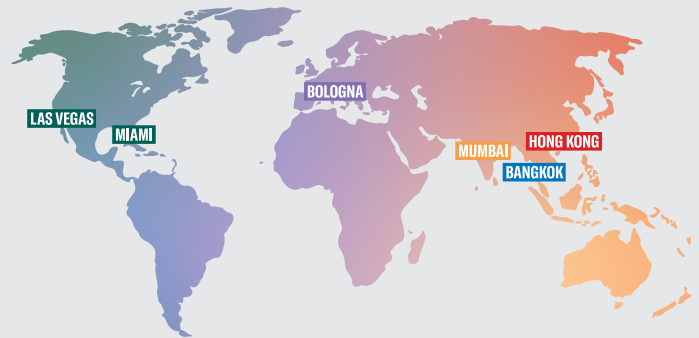 BOLOGNA
LAS VEGAS
MIAMI
HONG KONG
MUMBAI
BANGKOK